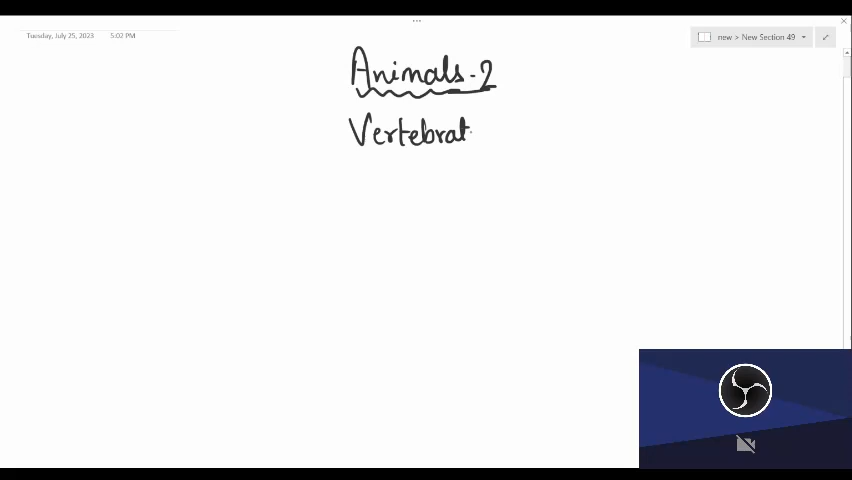 Tuesday, July 25, 2023 5:02 PM
new > New Section 49
Animals-2
Vertebrat